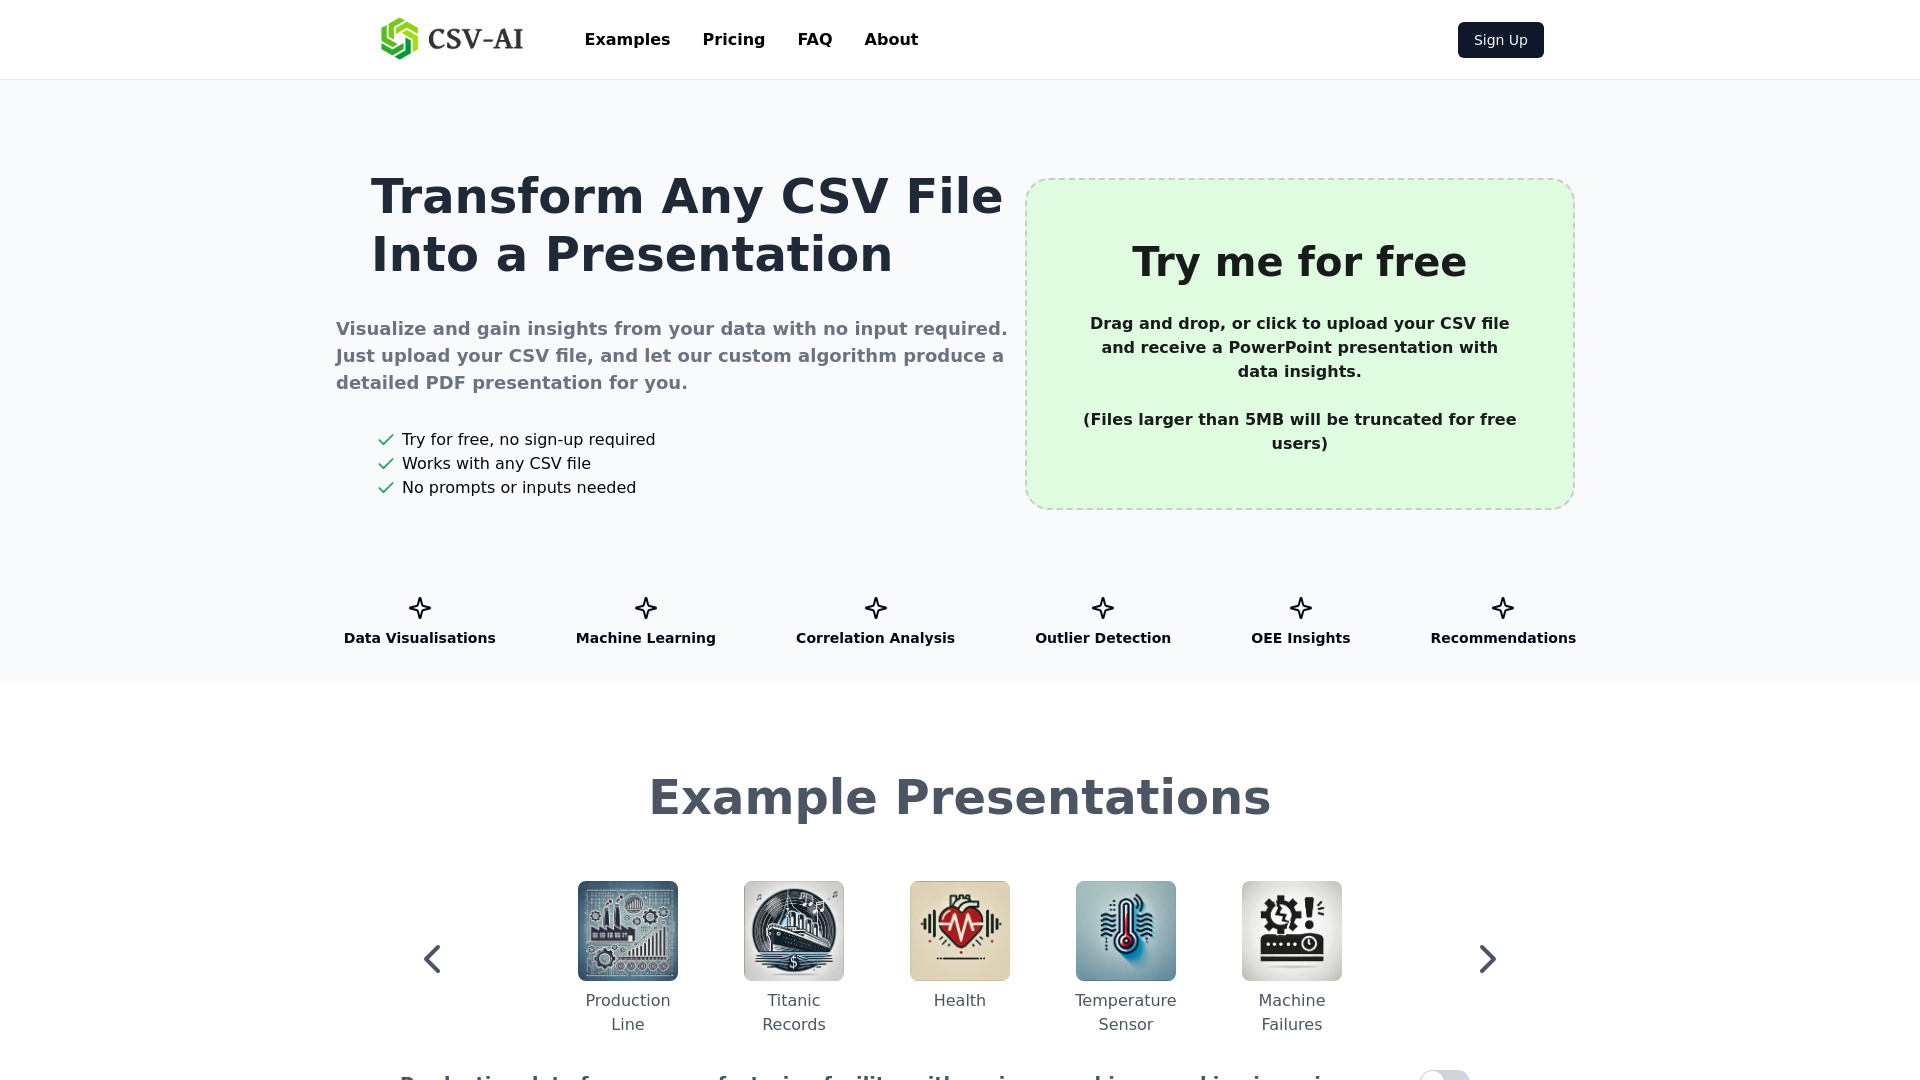 CSV-AI
Examples
Pricing
FAQ
About
Sign Up
Transform Any CSV File
Into a Presentation
Visualize and gain insights from your data with no input required.
Just upload your CSV file, and let our custom algorithm produce a
detailed PDF presentation for you.
Try for free, no sign-up required
Works with any CSV file
No prompts or inputs needed
Try me for free
Drag and drop, or click to upload your CSV file
and receive a PowerPoint presentation with
data insights.
(Files larger than 5MB will be truncated for free
users)
Data Visualisations
Machine Learning
Correlation Analysis
Outlier Detection
OEE Insights
Recommendations
Example Presentations
Production
Line
Titanic
Records
Health
Temperature
Sensor
Machine
Failures